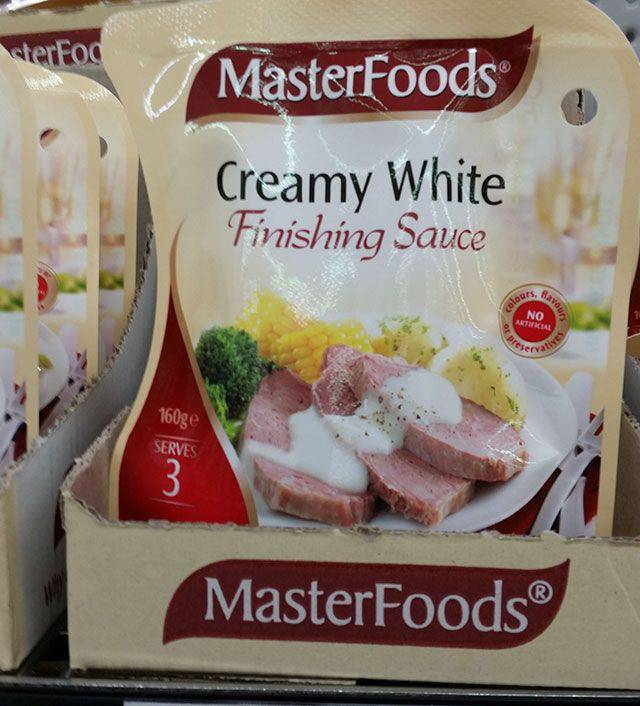 sterFoo
MasterFoods®
Creamy White
Finishing Sauce
colours, flavours
NO
ARTIFICIAL
or preservatives
160g e
SERVES
3
MasterFoods®